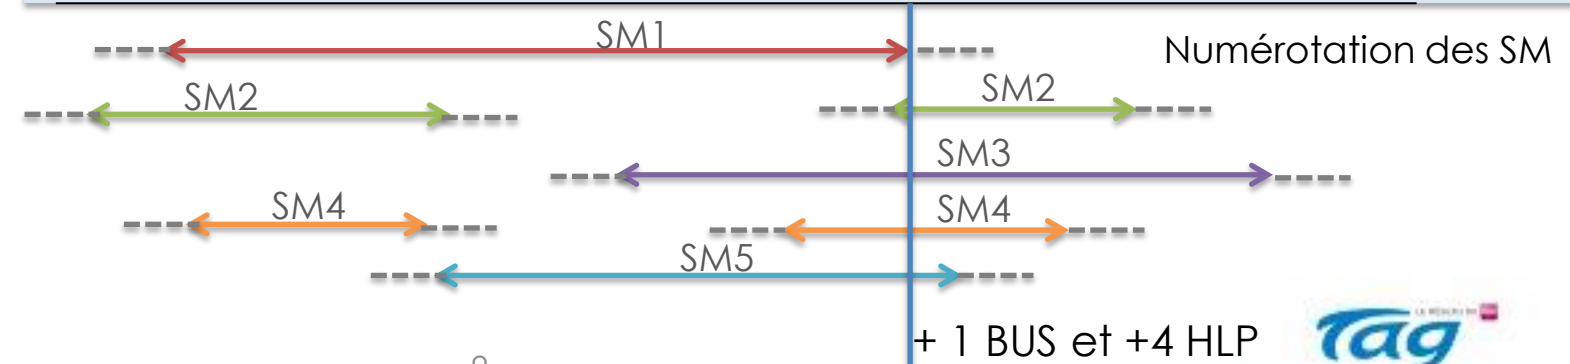 SM1
Numérotation des SM
SM2
SM2
SM3
SM4
SM4
SM5
+ 1 BUS et +4 HLP
Tag